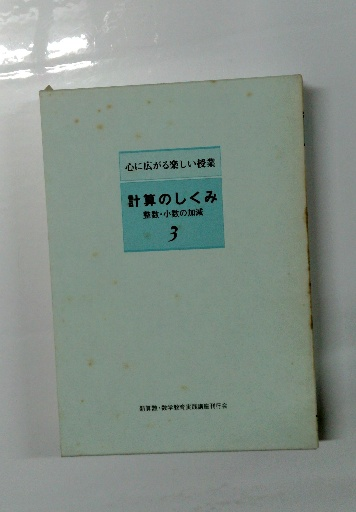 心に広がる楽しい授業
計算のしくみ
整数・小数の加減
3
新算数・数学教育実践講座刊行会